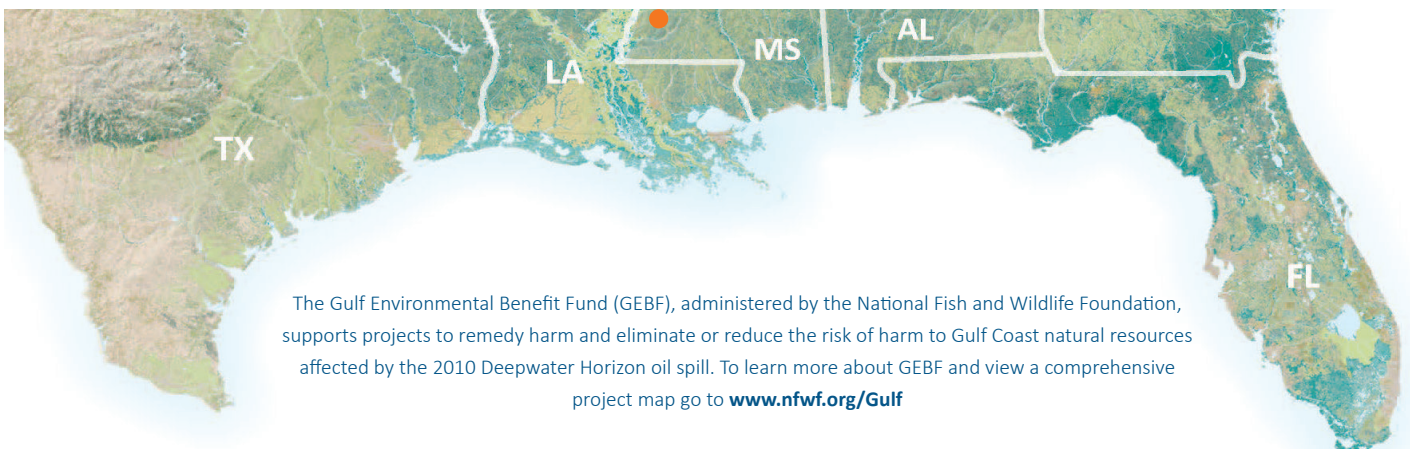 AL
MS
LA
TX
FL
The Gulf Environmental Benefit Fund (GEBF), administered by the National Fish and Wildlife Foundation,
supports projects to remedy harm and eliminate or reduce the risk of harm to Gulf Coast natural resources
affected by the 2010 Deepwater Horizon oil spill. To learn more about GEBF and view a comprehensive
project map go to www.nfwf.org/Gulf